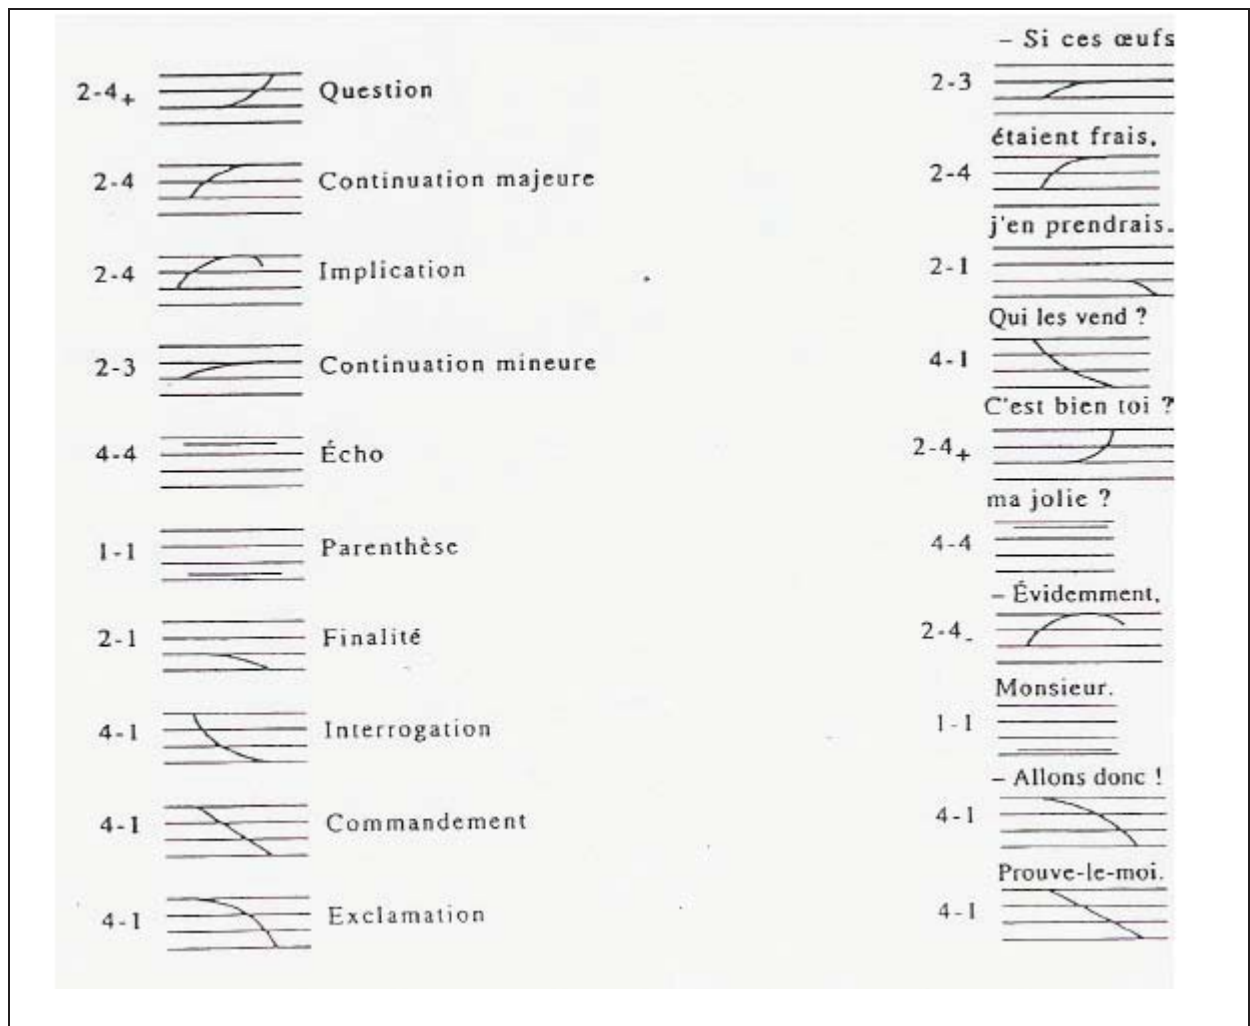 2-4+ Question
2-4 Continuation majeure
2-4 Implication
2-3 Continuation mineure
4-4 Écho
1-1 Parenthèse
2-1 Finalité
4-1 Interrogation
4-1 Commandement
4-1 Exclamation
– Si ces œufs
2-3
étaient frais,
2-4
j'en prendrais.
2-1
Qui les vend ?
4-1
C'est bien toi ?
2-4+
ma jolie ?
4-4
– Évidemment,
2-4-
Monsieur.
1-1
– Allons donc !
4-1
Prouve-le-moi.
4-1